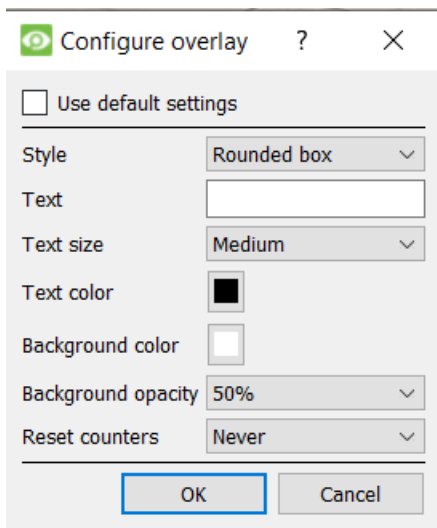 Configure overlay ?
Use default settings
Style Rounded box
Text
Text size Medium
Text color
Background color
Background opacity 50%
Reset counters Never
OK Cancel